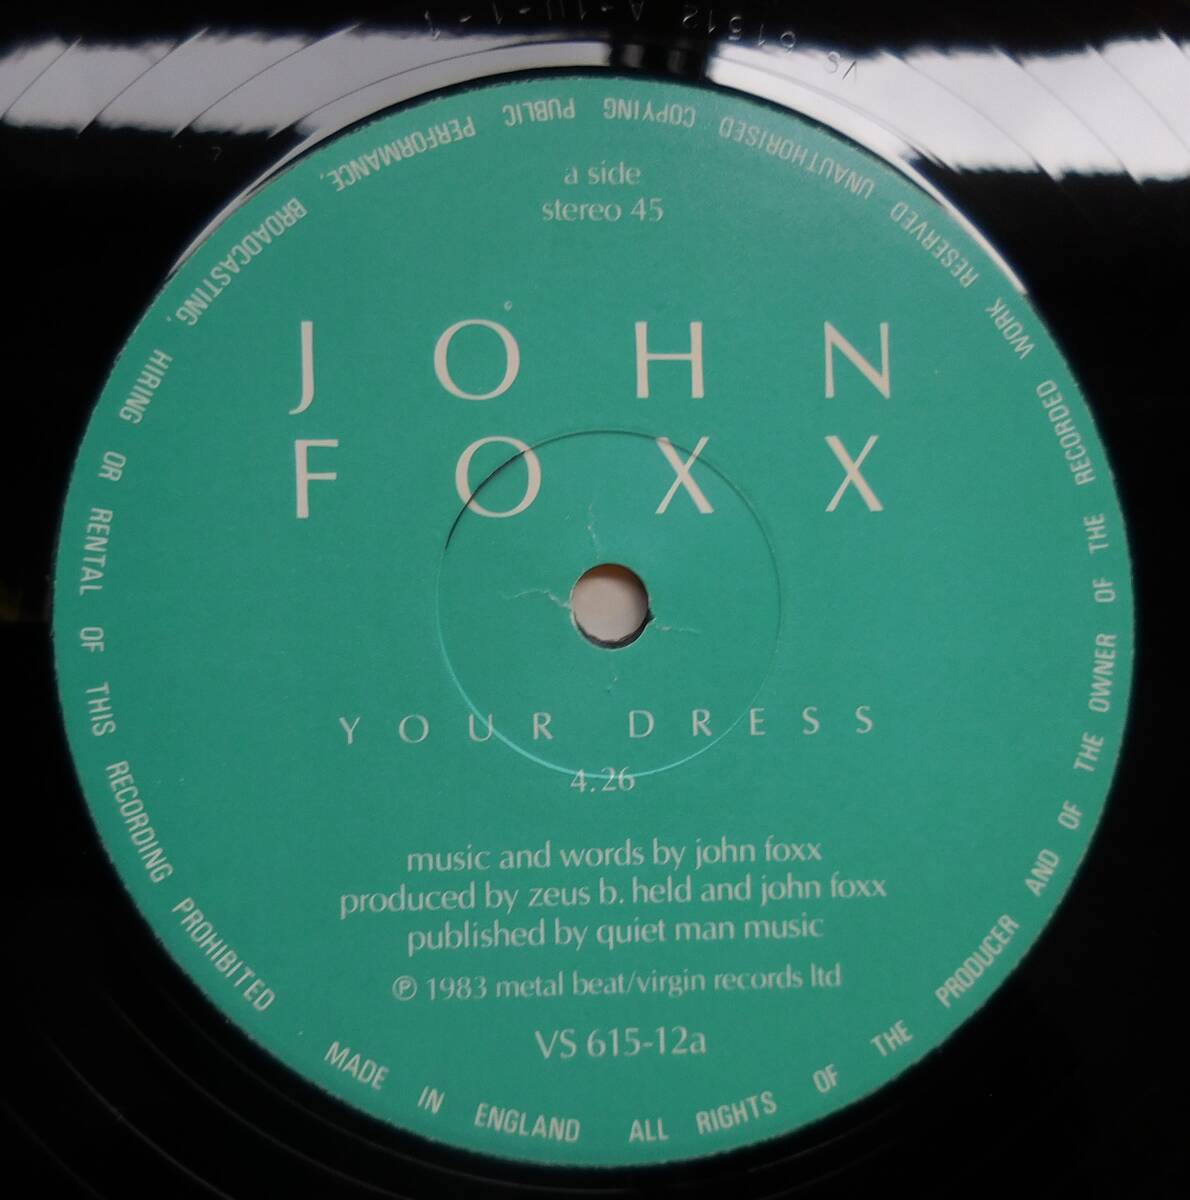 a side
stereo 45
JOHN
FOXX
YOUR DRESS
4.26
music and words by john foxx
produced by zeus b. held and john foxx
published by quiet man music
℗ 1983 metal beat/virgin records ltd
VS 615-12a
MADE IN ENGLAND ALL RIGHTS OF THE PRODUCER AND OF THE OWNER OF THE RECORDED WORK RESERVED UNAUTHORISED COPYING PUBLIC PERFORMANCE, BROADCASTING, HIRING OR RENTAL OF THIS RECORDING PROHIBITED